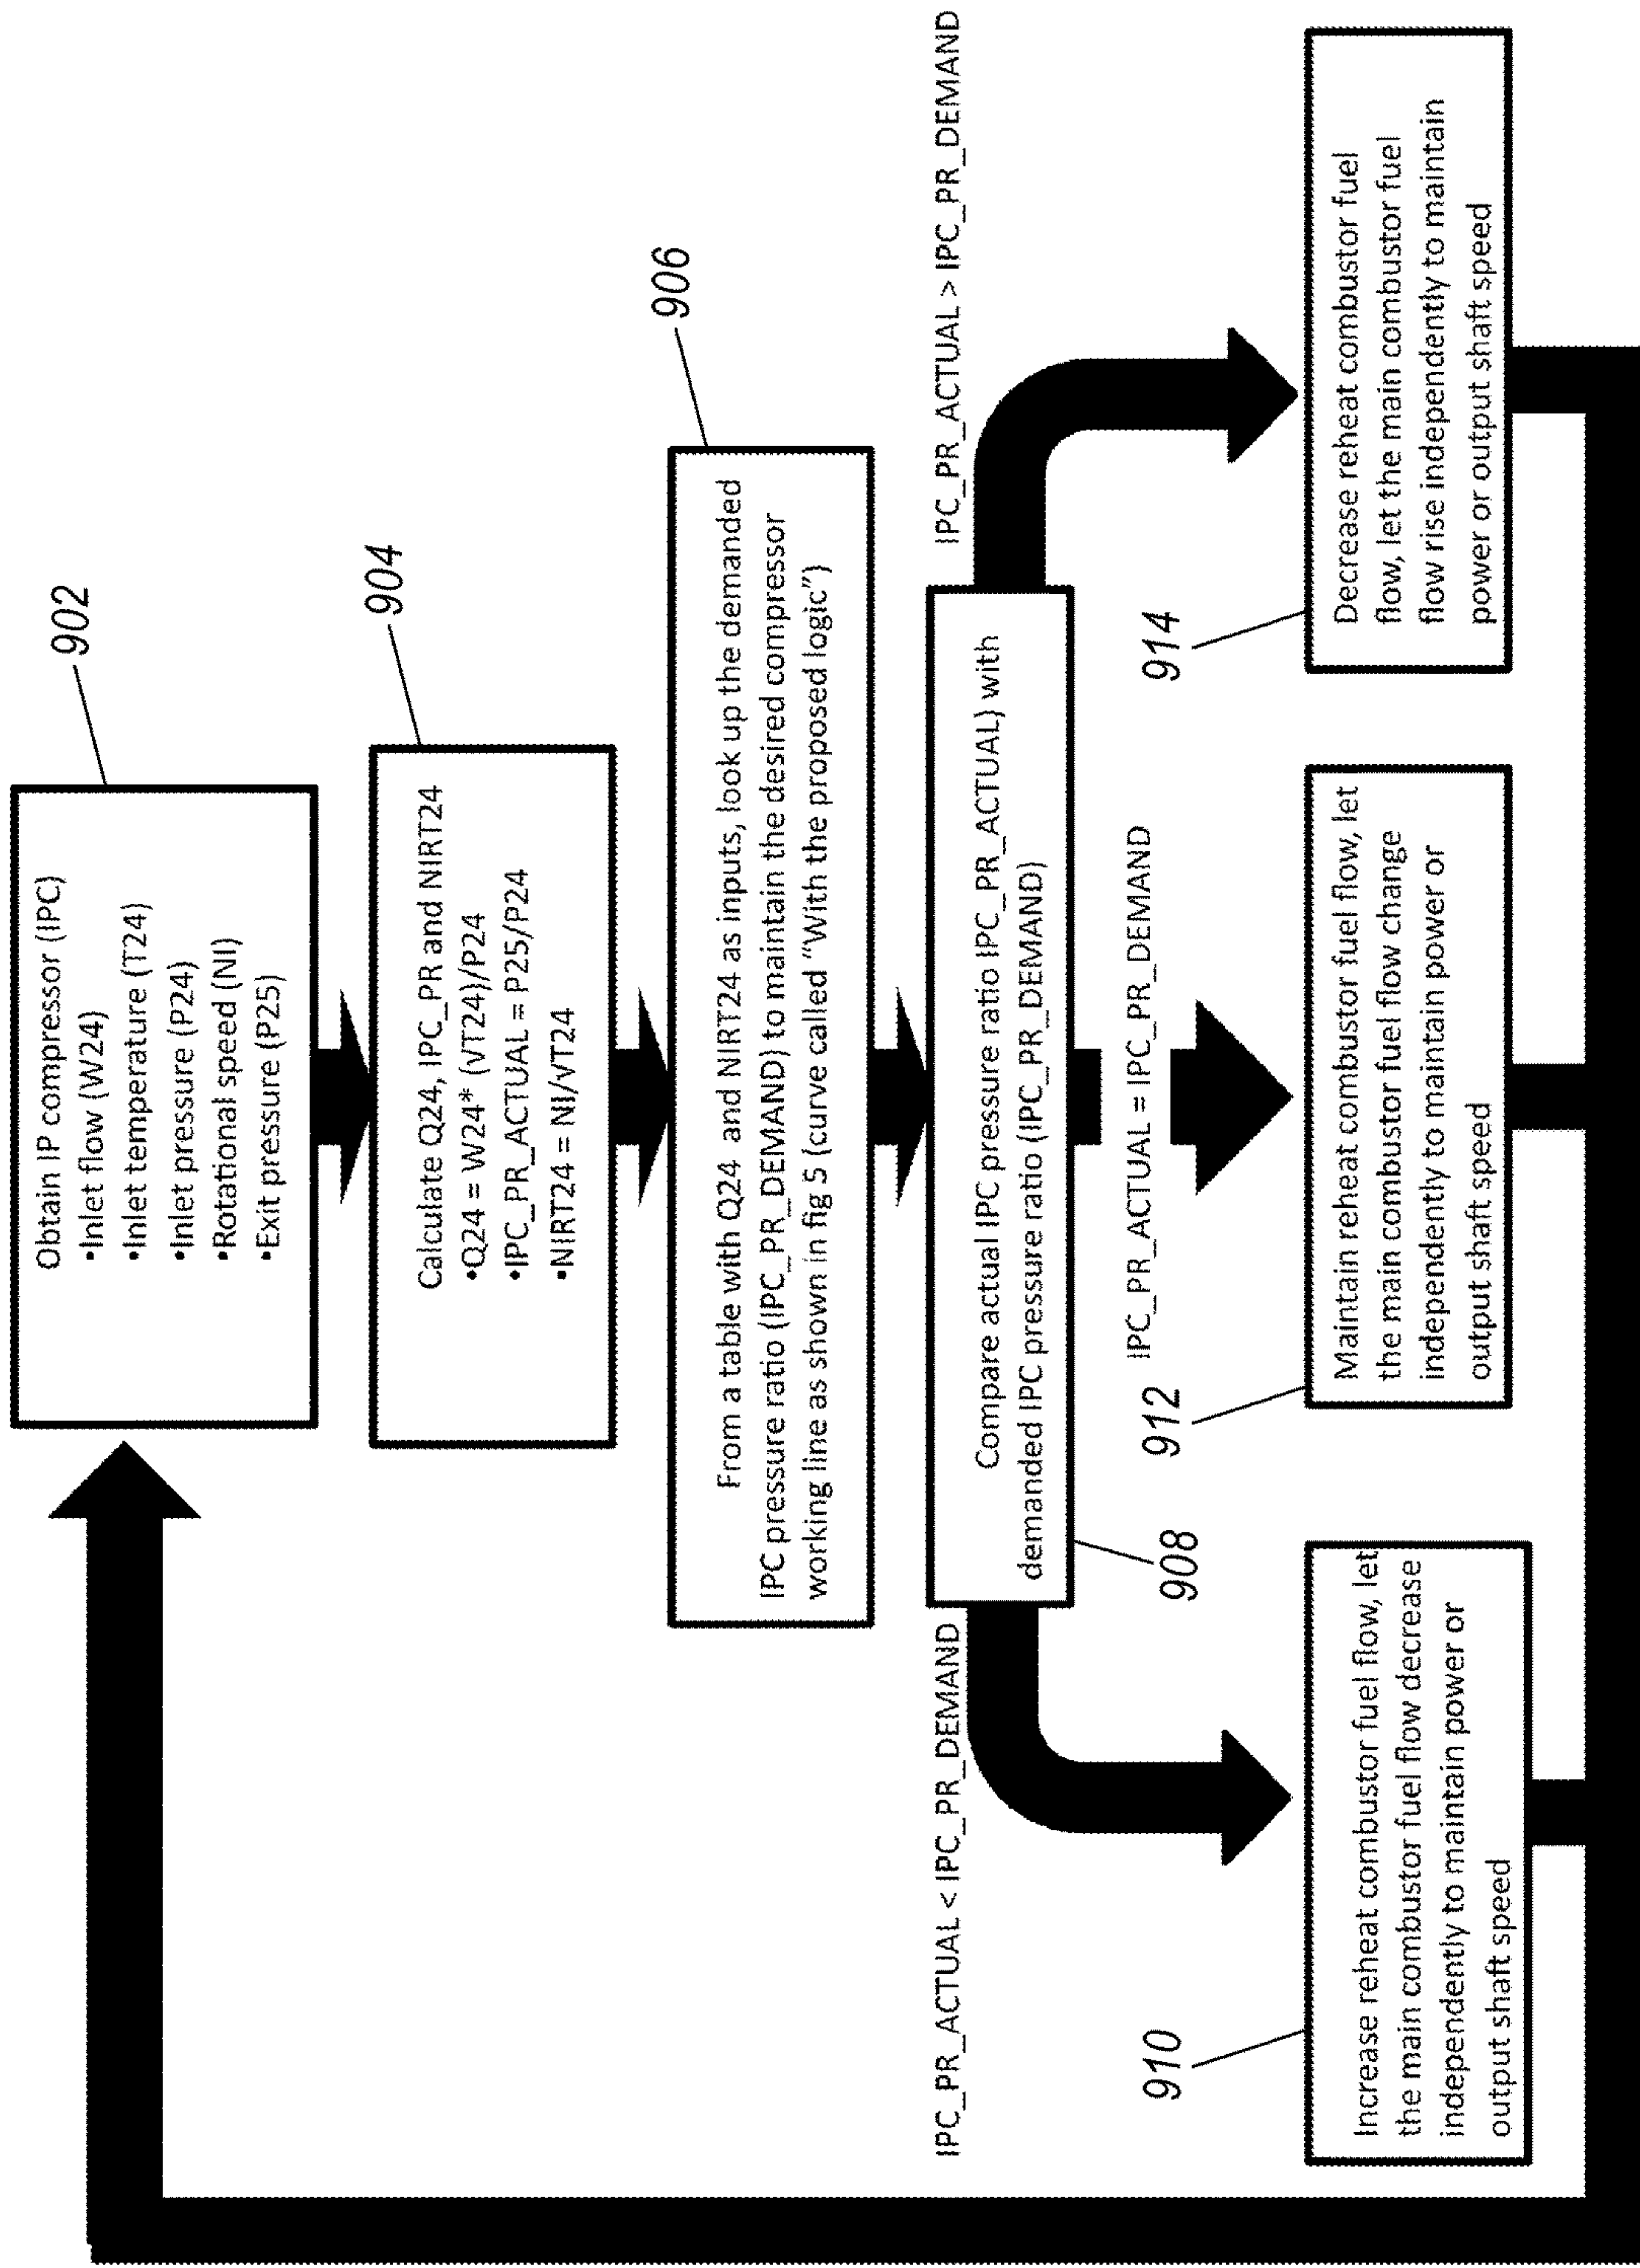 902
Obtain IP compressor (IPC)
•Inlet flow (W24)
•Inlet temperature (T24)
•Inlet pressure (P24)
•Rotational speed (NI)
•Exit pressure (P25)
904
Calculate Q24, IPC_PR and NIRT24
•Q24 = W24* (√T24)/P24
•IPC_PR_ACTUAL = P25/P24
•NIRT24 = NI/√T24
906
From a table with Q24 and NIRT24 as inputs, look up the demanded
IPC pressure ratio (IPC_PR_DEMAND) to maintain the desired compressor
working line as shown in fig 5 (curve called "With the proposed logic")
IPC_PR_ACTUAL < IPC_PR_DEMAND
IPC_PR_ACTUAL > IPC_PR_DEMAND
Compare actual IPC pressure ratio IPC_PR_ACTUAL) with
demanded IPC pressure ratio (IPC_PR_DEMAND)
908
IPC_PR_ACTUAL = IPC_PR_DEMAND
910
912
914
Increase reheat combustor fuel flow, let
the main combustor fuel flow decrease
independently to maintain power or
output shaft speed
Maintain reheat combustor fuel flow, let
the main combustor fuel flow change
independently to maintain power or
output shaft speed
Decrease reheat combustor fuel
flow, let the main combustor fuel
flow rise independently to maintain
power or output shaft speed